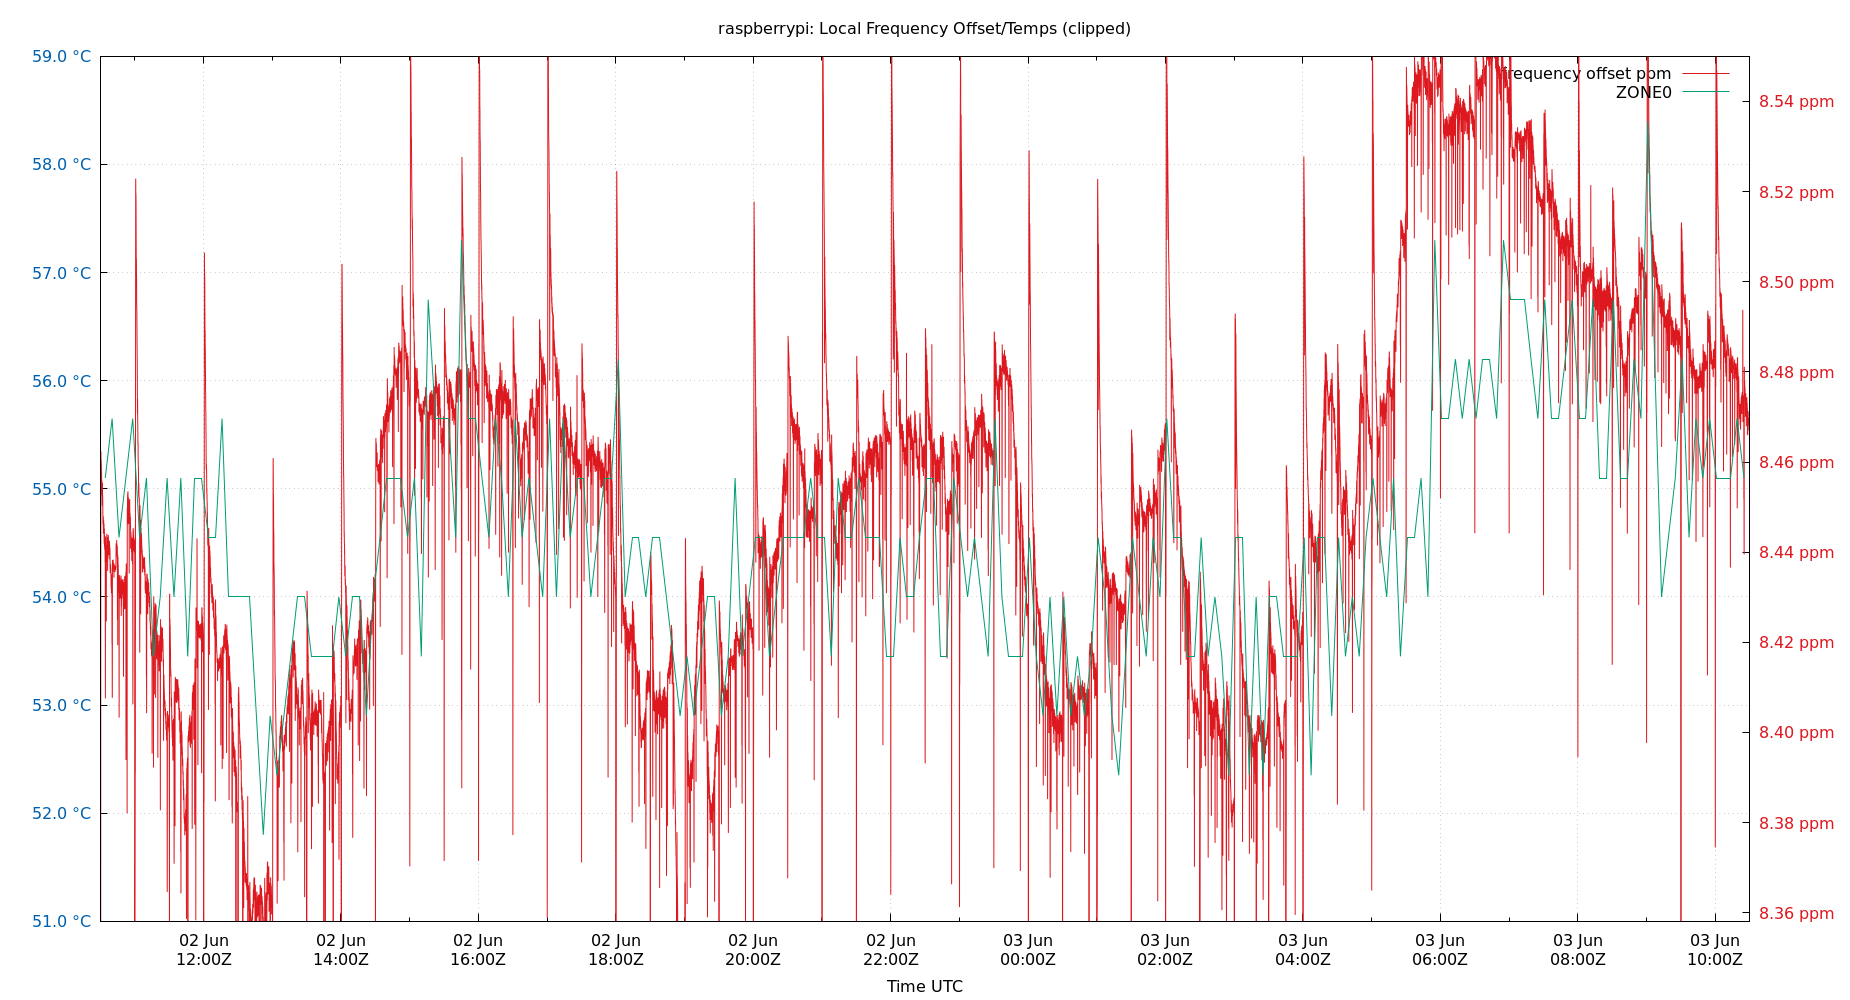 raspberrypi: Local Frequency Offset/Temps (clipped)
59.0 °C
58.0 °C
57.0 °C
56.0 °C
55.0 °C
54.0 °C
53.0 °C
52.0 °C
51.0 °C
frequency offset ppm
ZONE0
8.54 ppm
8.52 ppm
8.50 ppm
8.48 ppm
8.46 ppm
8.44 ppm
8.42 ppm
8.40 ppm
8.38 ppm
8.36 ppm
02 Jun
12:00Z
02 Jun
14:00Z
02 Jun
16:00Z
02 Jun
18:00Z
02 Jun
20:00Z
02 Jun
22:00Z
03 Jun
00:00Z
03 Jun
02:00Z
03 Jun
04:00Z
03 Jun
06:00Z
03 Jun
08:00Z
03 Jun
10:00Z
Time UTC